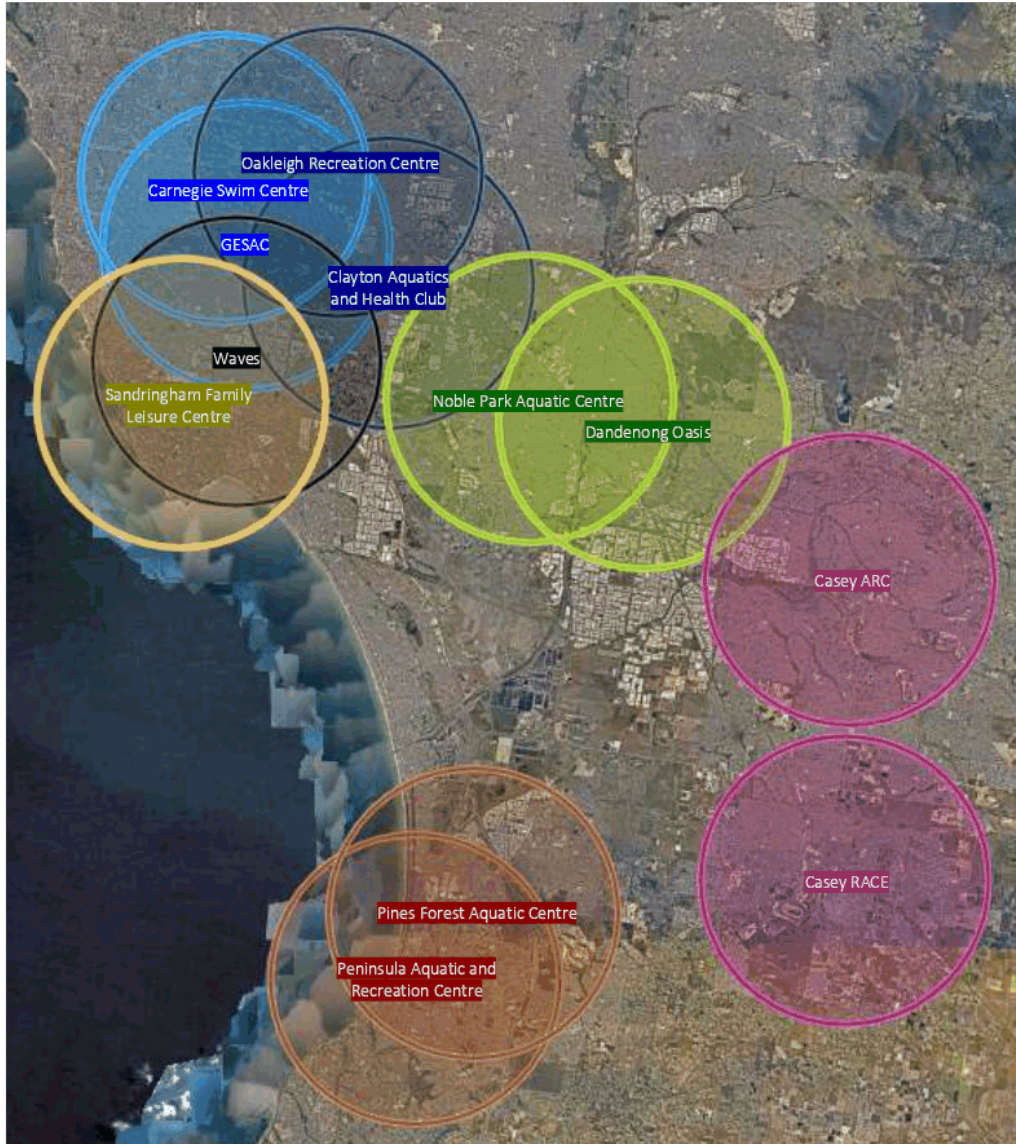 Oakleigh Recreation Centre
Carnegie Swim Centre
GESAC
Clayton Aquatics
and Health Club
Waves
Sandringham Family
Leisure Centre
Noble Park Aquatic Centre
Dandenong Oasis
Casey ARC
Casey RACE
Pines Forest Aquatic Centre
Peninsula Aquatic and
Recreation Centre